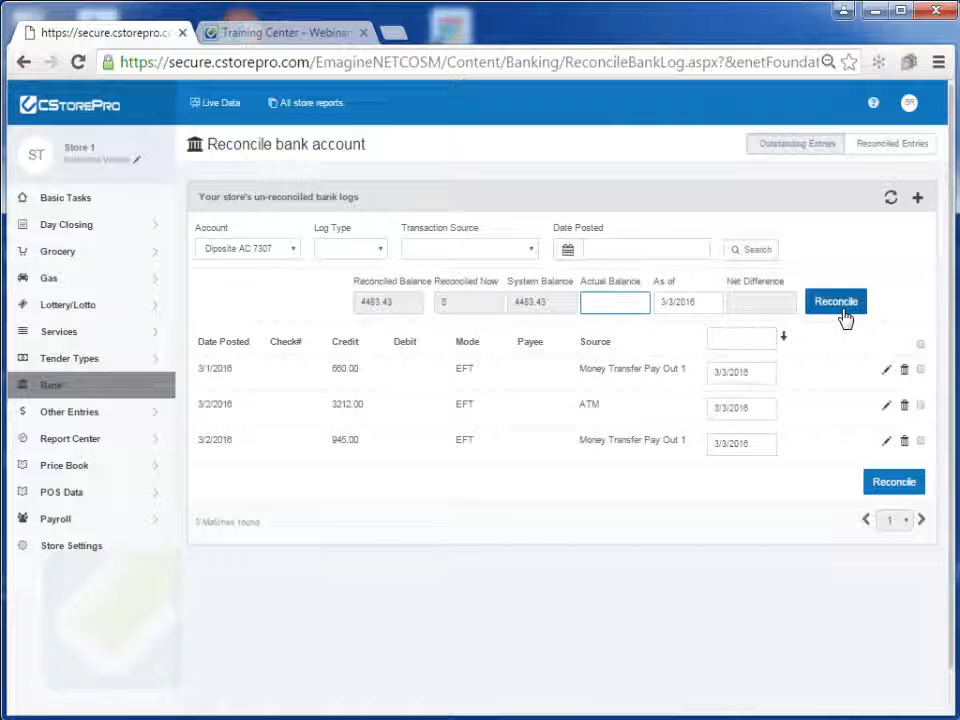 https://secure.cstorepro.c
Training Center - Webinar
https://secure.cstorepro.com/EmagineNETCOSM/Content/Banking/ReconcileBankLog.aspx?&enetFoundat
CSTOREPRO
Live Data
All store reports
SR
ST
Store 1
Reconcile bank account
Outstanding Entries
Reconciled Entries
Basic Tasks
Day Closing
Grocery
Gas
Lottery/Lotto
Services
Tender Types
Bank
Other Entries
Report Center
Price Book
POS Data
Payroll
Store Settings
Your store's un-reconciled bank logs
Account Log Type Transaction Source Date Posted
Diposite AC 7307 Search
Reconciled Balance Reconciled Now System Balance Actual Balance As of Net Difference
4483.43 0 4483.43 3/3/2016 Reconcile
Date Posted Check# Credit Debit Mode Payee Source
3/1/2016 660.00 EFT Money Transfer Pay Out 1 3/3/2016
3/2/2016 3212.00 EFT ATM 3/3/2016
3/2/2016 945.00 EFT Money Transfer Pay Out 1 3/3/2016
Reconcile
3 Matches found
1